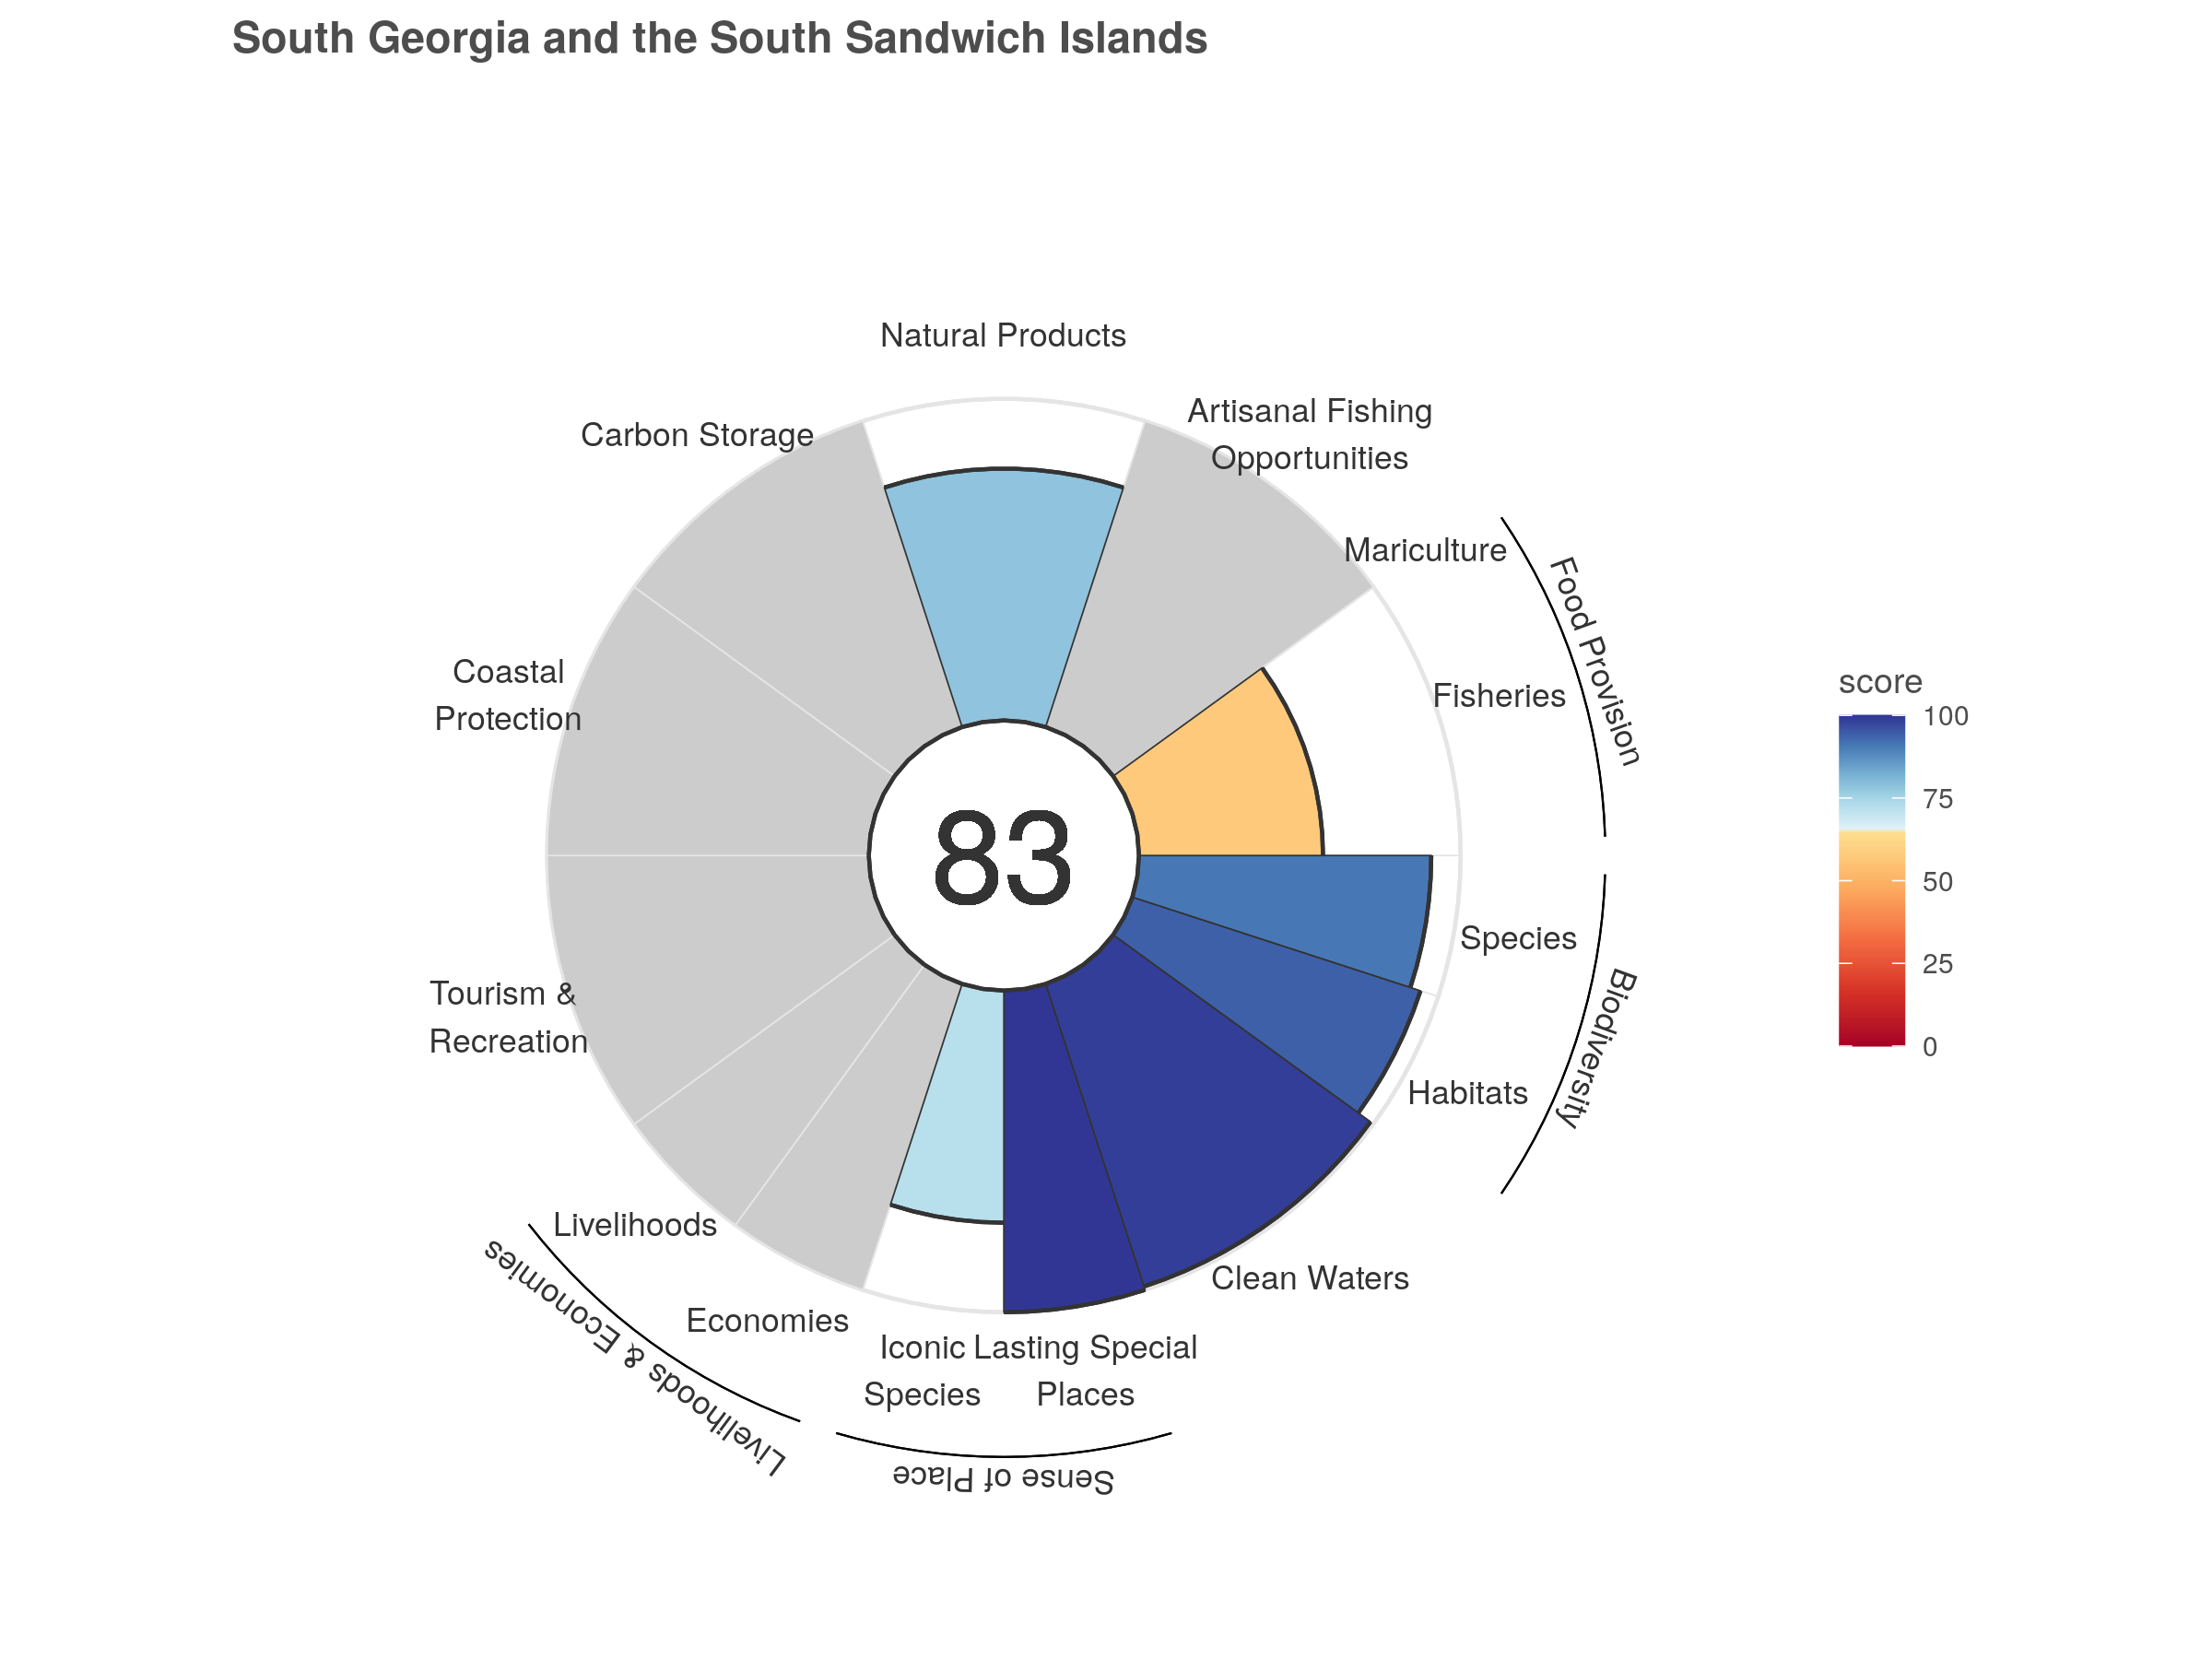 South Georgia and the South Sandwich Islands
Natural Products
Carbon Storage
Artisanal Fishing
Opportunities
Mariculture
Food Provision
Fisheries
Coastal
Protection
score
100
75
50
25
0
83
Species
Biodiversity
Habitats
Tourism &
Recreation
Livelihoods
Clean Waters
Economies
Livelihoods & Economies
Iconic
Species
Lasting Special
Places
Sense of Place